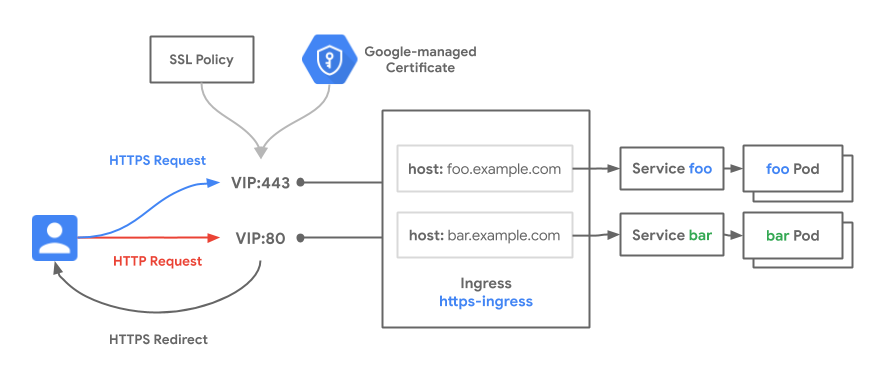 SSL Policy
Google-managed
Certificate
HTTPS Request
VIP:443
host: foo.example.com
Service foo
foo Pod
VIP:80
host: bar.example.com
Service bar
bar Pod
HTTP Request
Ingress
https-ingress
HTTPS Redirect